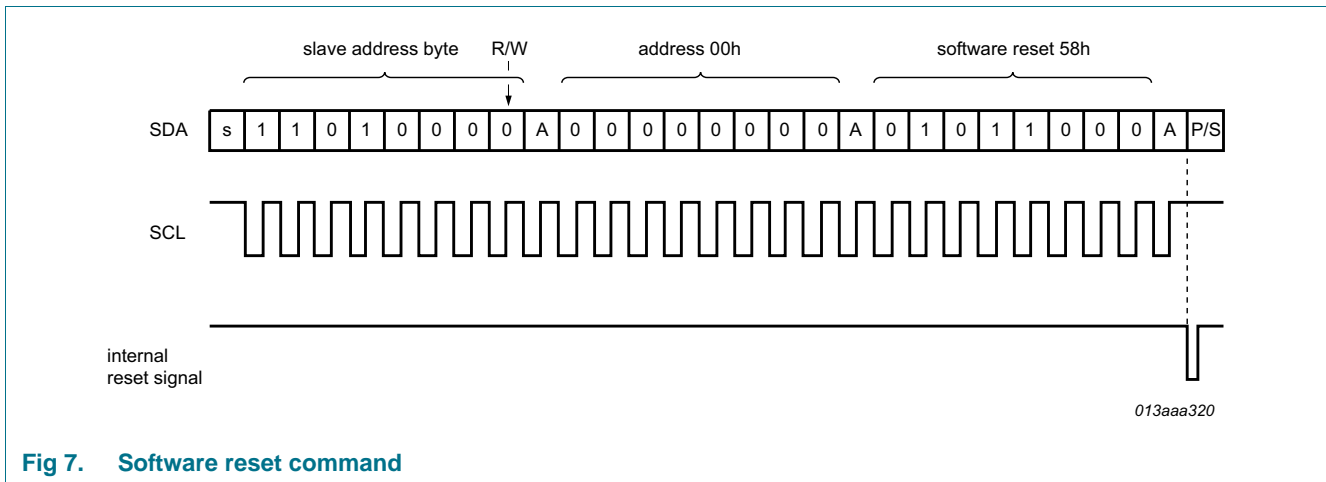 slave address byte R/W address 00h software reset 58h
SDA s 1 1 0 1 0 0 0 0 A 0 0 0 0 0 0 0 0 A 0 1 0 1 1 0 0 0 A P/S
SCL
internal
reset signal
013aaa320
Fig 7. Software reset command